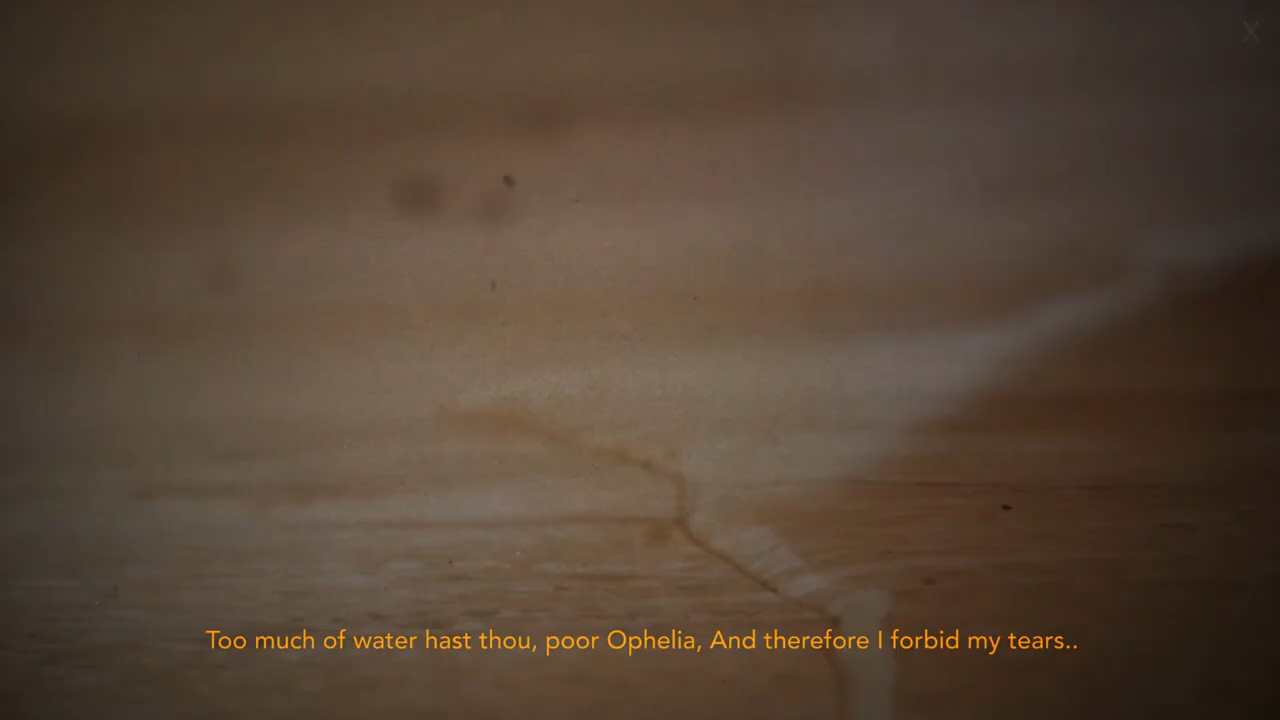 X
Too much of water hast thou, poor Ophelia, And therefore I forbid my tears..